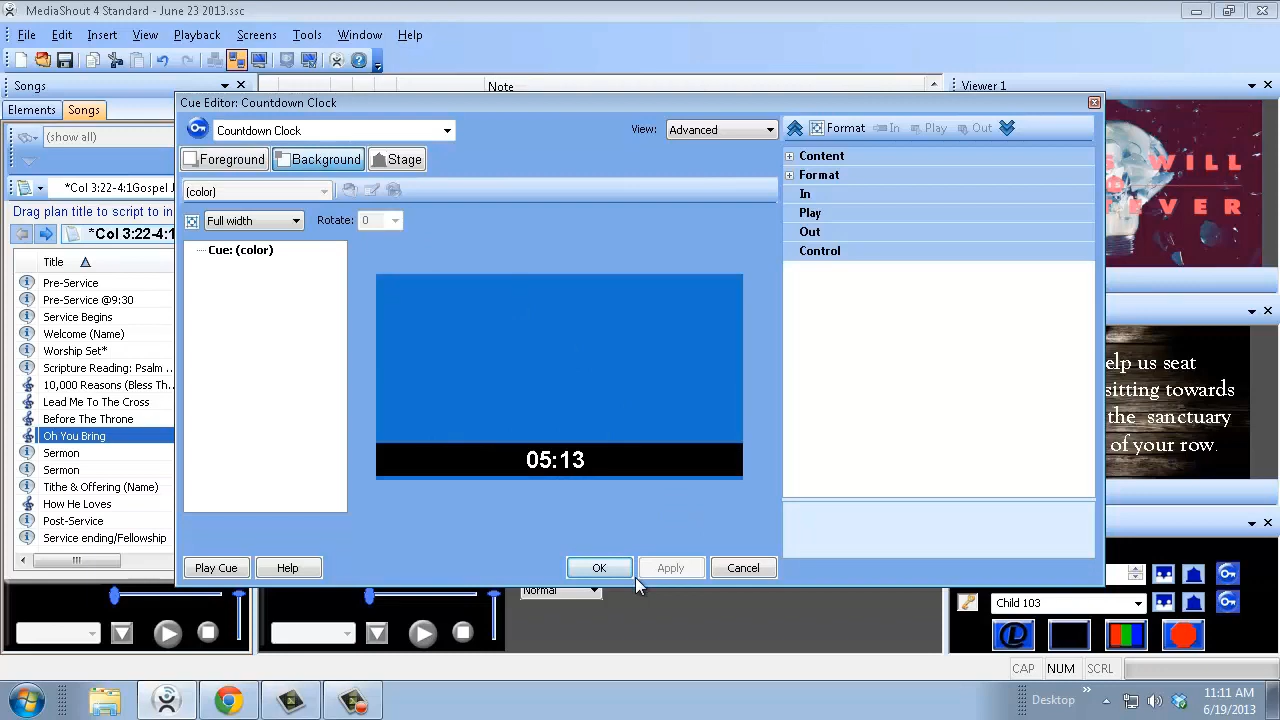 MediaShout 4 Standard - June 23 2013.ssc
File Edit Insert View Playback Screens Tools Window Help
Songs
Note
Viewer 1
Cue Editor: Countdown Clock
Elements Songs
(show all)
Countdown Clock
View: Advanced
Format In Play Out
Foreground Background Stage
Content
Format
In
Play
Out
Control
*Col 3:22-4:1Gospel
(color)
Drag plan title to script to in
Full width Rotate: 0
*Col 3:22-4:1
Cue: (color)
Title
Pre-Service
Pre-Service @9:30
Service Begins
Welcome (Name)
Worship Set*
Scripture Reading: Psalm ...
10,000 Reasons (Bless Th...
Lead Me To The Cross
Before The Throne
Oh You Bring
Sermon
Sermon
Tithe & Offering (Name)
How He Loves
Post-Service
Service ending/Fellowship
05:13
Play Cue Help OK Apply Cancel
S WILL
IS
EVER
elp us seat
sitting towards
the sanctuary
of your row.
Normal
Child 103
CAP NUM SCRL
Desktop
11:11 AM
6/19/2013